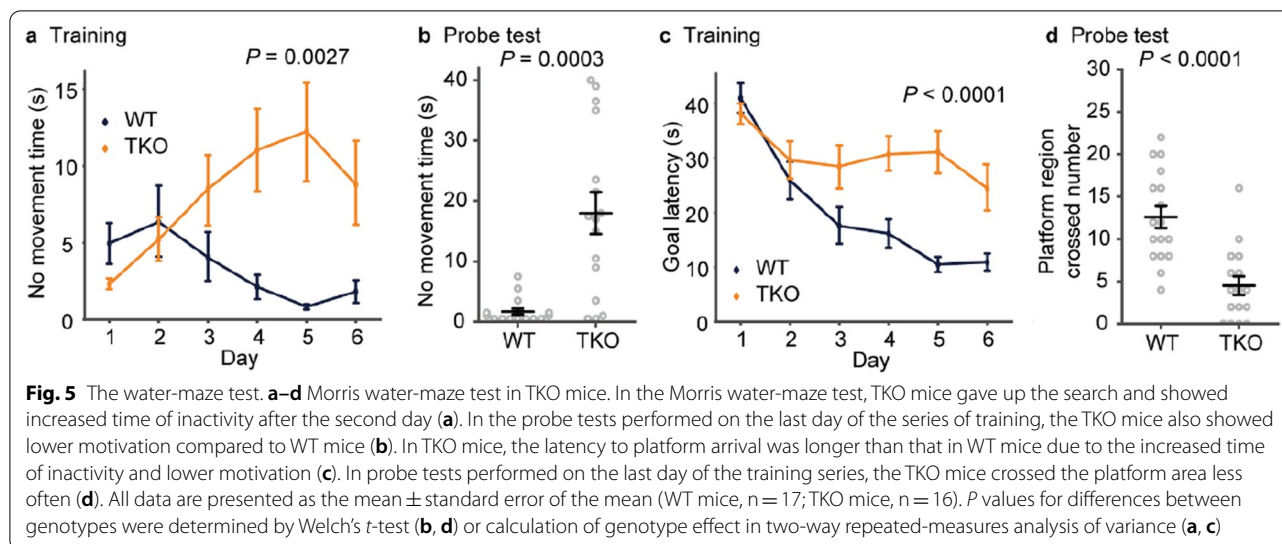 a Training
P = 0.0027
No movement time (s)
15
10
5
0
WT
TKO
1 2 3 4 5 6
Day
b Probe test
P = 0.0003
No movement time (s)
40
30
20
10
0
WT TKO
c Training
P < 0.0001
Goal latency (s)
40
30
20
10
0
WT
TKO
1 2 3 4 5 6
Day
d Probe test
P < 0.0001
Platform region
crossed number
30
25
20
15
10
5
0
WT TKO
Fig. 5 The water-maze test. a–d Morris water-maze test in TKO mice. In the Morris water-maze test, TKO mice gave up the search and showed
increased time of inactivity after the second day (a). In the probe tests performed on the last day of the series of training, the TKO mice also showed
lower motivation compared to WT mice (b). In TKO mice, the latency to platform arrival was longer than that in WT mice due to the increased time
of inactivity and lower motivation (c). In probe tests performed on the last day of the training series, the TKO mice crossed the platform area less
often (d). All data are presented as the mean ± standard error of the mean (WT mice, n = 17; TKO mice, n = 16). P values for differences between
genotypes were determined by Welch's t-test (b, d) or calculation of genotype effect in two-way repeated-measures analysis of variance (a, c)